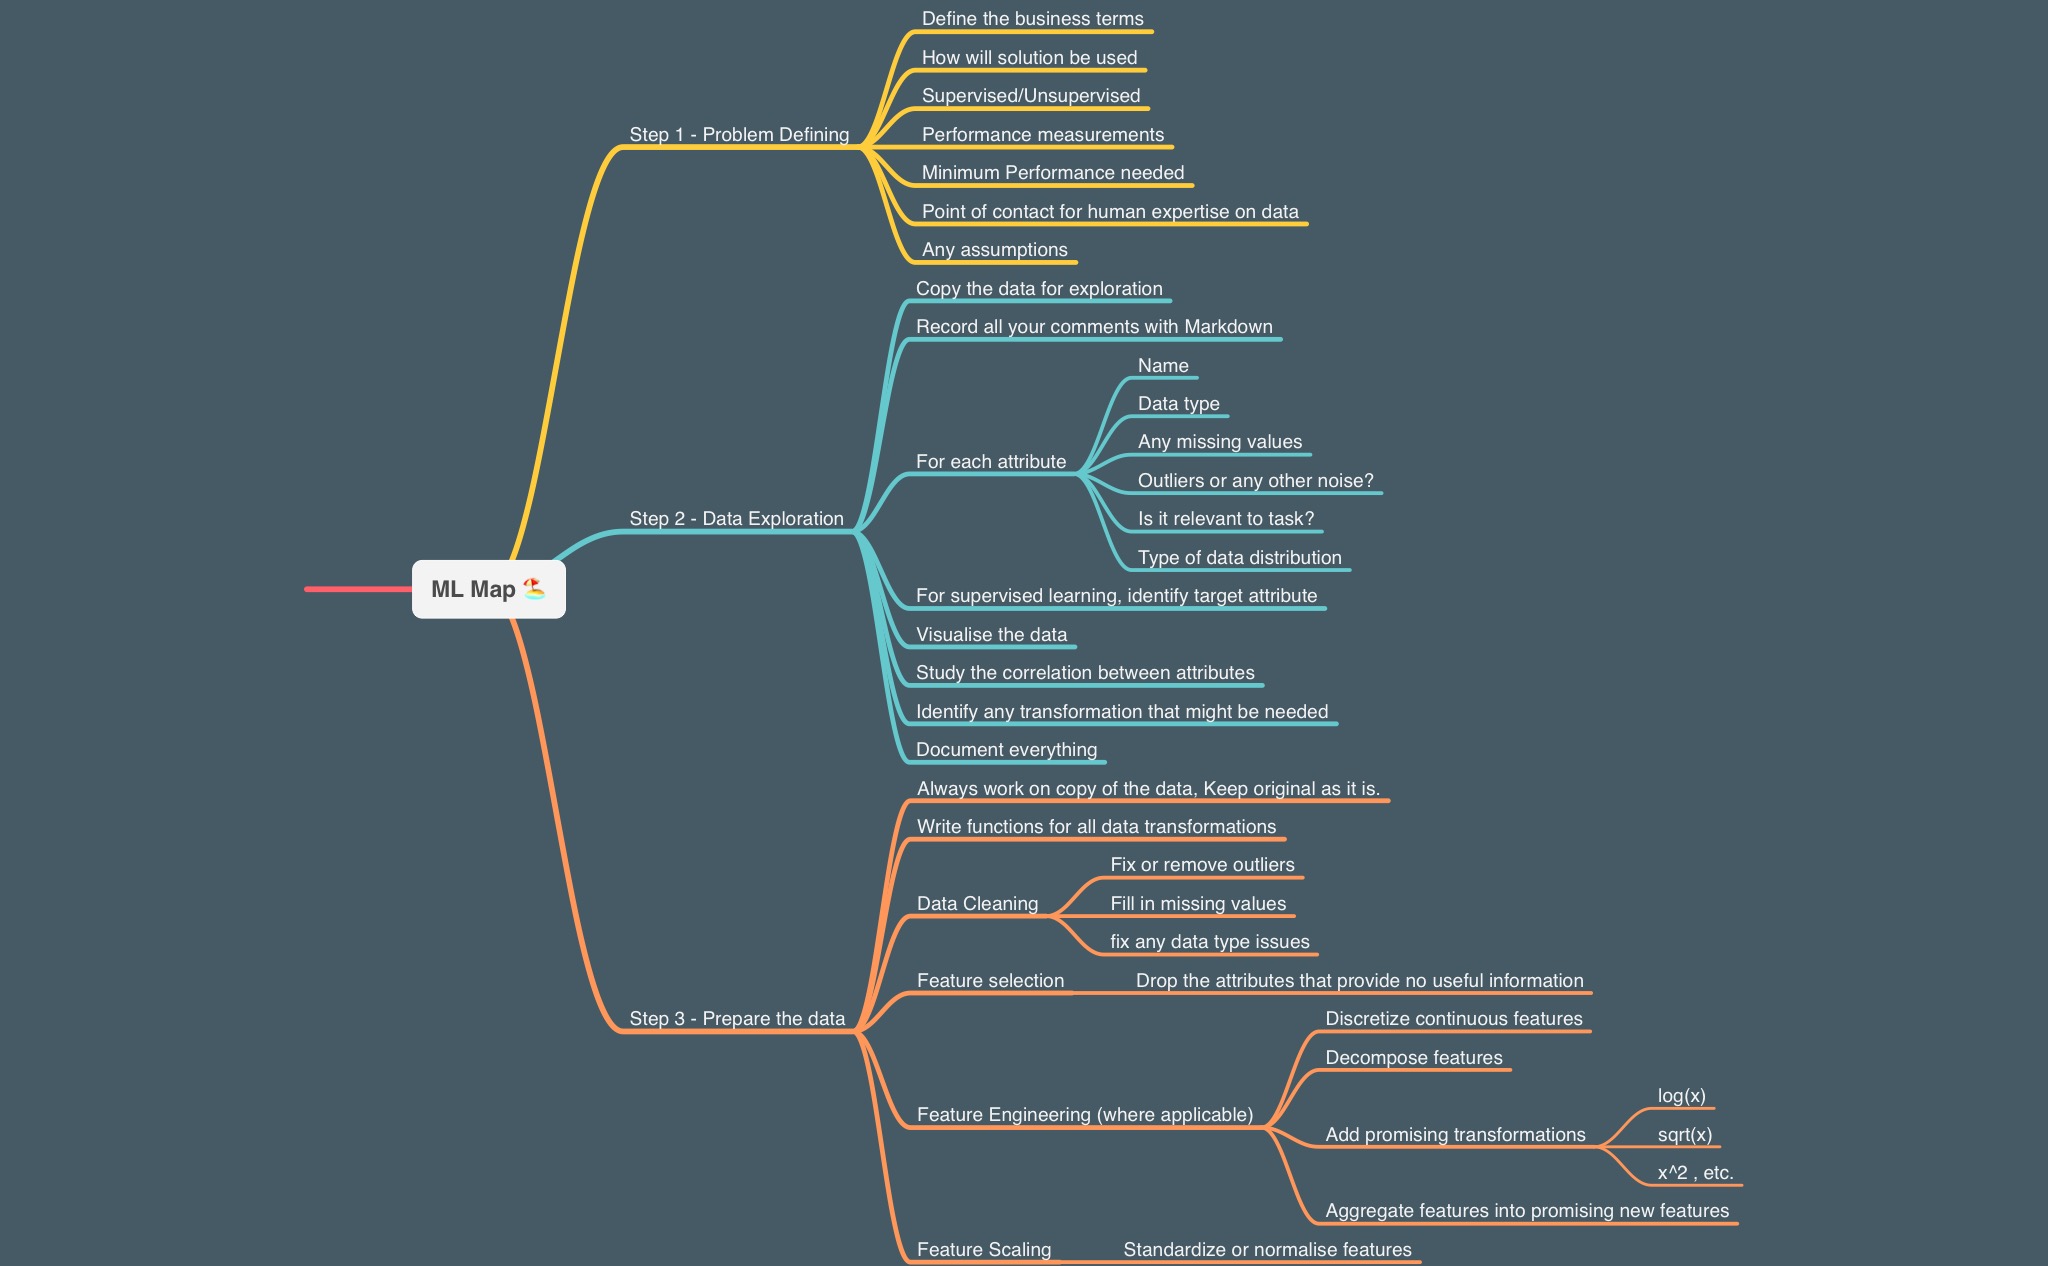 Define the business terms
How will solution be used
Supervised/Unsupervised
Step 1 - Problem Defining
Performance measurements
Minimum Performance needed
Point of contact for human expertise on data
Any assumptions
Copy the data for exploration
Record all your comments with Markdown
Name
Data type
Any missing values
For each attribute
Outliers or any other noise?
Step 2 - Data Exploration
Is it relevant to task?
Type of data distribution
ML Map 🏖️
For supervised learning, identify target attribute
Visualise the data
Study the correlation between attributes
Identify any transformation that might be needed
Document everything
Always work on copy of the data, Keep original as it is.
Write functions for all data transformations
Fix or remove outliers
Data Cleaning
Fill in missing values
fix any data type issues
Feature selection
Drop the attributes that provide no useful information
Step 3 - Prepare the data
Discretize continuous features
Decompose features
Feature Engineering (where applicable)
log(x)
Add promising transformations
sqrt(x)
x^2 , etc.
Aggregate features into promising new features
Feature Scaling
Standardize or normalise features